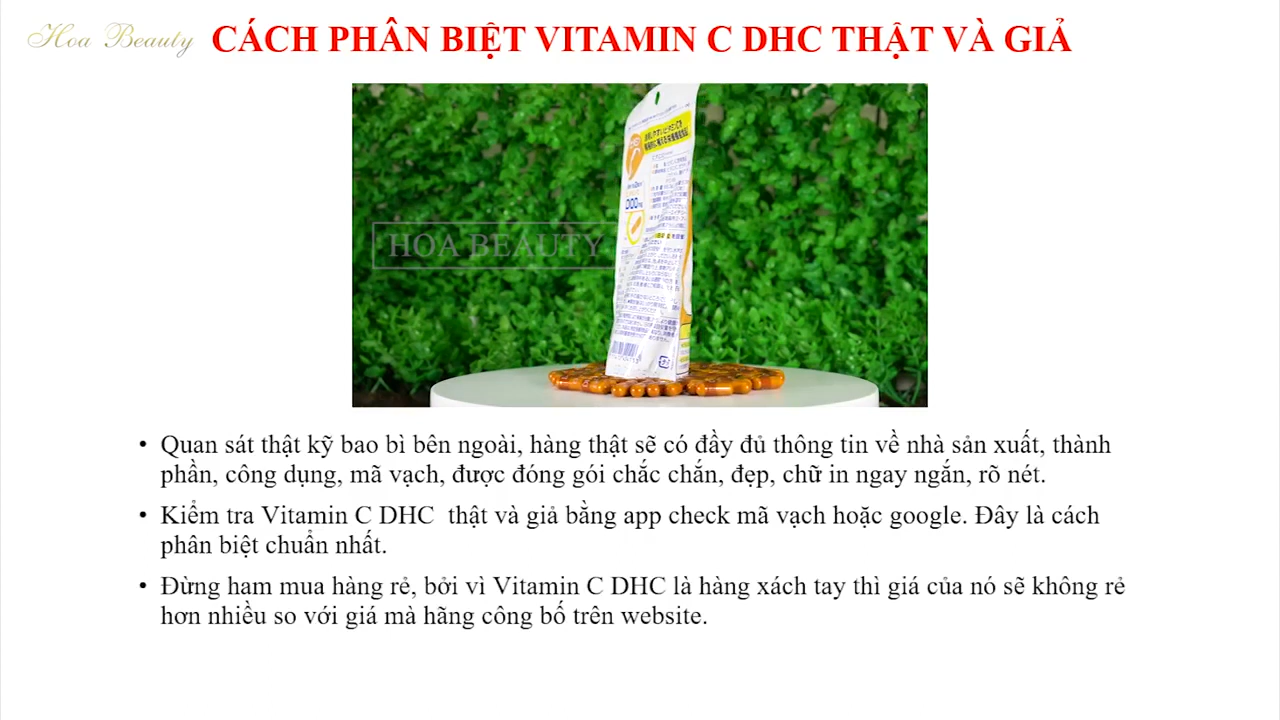 Hoa Beauty
CÁCH PHÂN BIỆT VITAMIN C DHC THẬT VÀ GIẢ
HOA BEAUTY
• Quan sát thật kỹ bao bì bên ngoài, hàng thật sẽ có đầy đủ thông tin về nhà sản xuất, thành
phần, công dụng, mã vạch, được đóng gói chắc chắn, đẹp, chữ in ngay ngắn, rõ nét.
• Kiểm tra Vitamin C DHC  thật và giả bằng app check mã vạch hoặc google. Đây là cách
phân biệt chuẩn nhất.
• Đừng ham mua hàng rẻ, bởi vì Vitamin C DHC là hàng xách tay thì giá của nó sẽ không rẻ
hơn nhiều so với giá mà hãng công bố trên website.